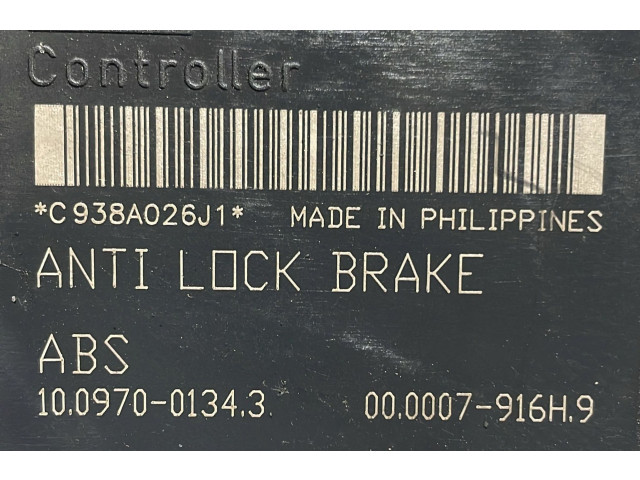 Controller
*C938A026J1* MADE IN PHILIPPINES
ANTI LOCK BRAKE
ABS
10.0970-0134.3 00.0007-916H.9